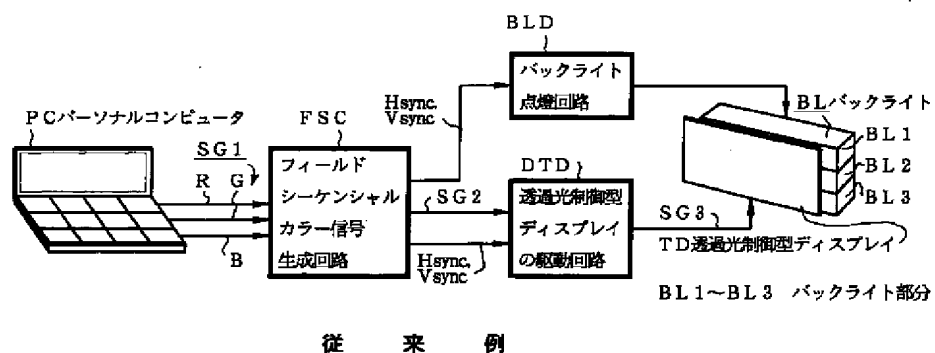 BLD
バックライト
点燈回路
PCパーソナルコンピュータ
FSC
Hsync,
Vsync
BLバックライト
BL1
BL2
BL3
SG1
R
G
B
フィールド
シーケンシャル
カラー信号
生成回路
SG2
Hsync,
Vsync
DTD
透過光制御型
ディスプレイ
の駆動回路
SG3
TD透過光制御型ディスプレイ
BL1～BL3 バックライト部分
従来例